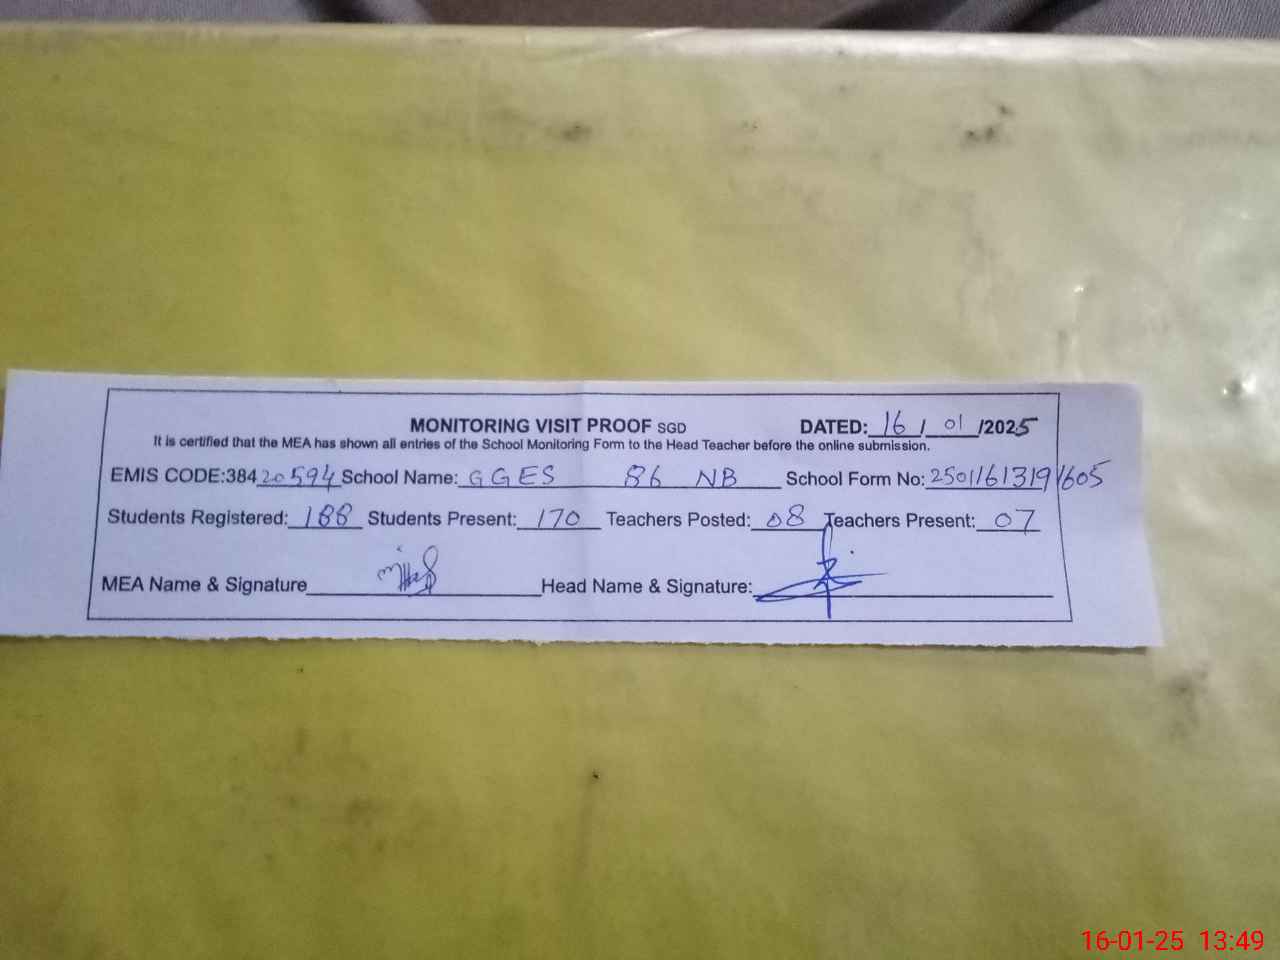 MONITORING VISIT PROOF SGD DATED: 16 / 01 /2025
It is certified that the MEA has shown all entries of the School Monitoring Form to the Head Teacher before the online submission.
EMIS CODE:38420594 School Name: GGES 86 NB School Form No: 25011613191605
Students Registered: 188 Students Present: 170 Teachers Posted: 08 Teachers Present: 07
MEA Name & Signature Head Name & Signature:
16-01-25 13:49